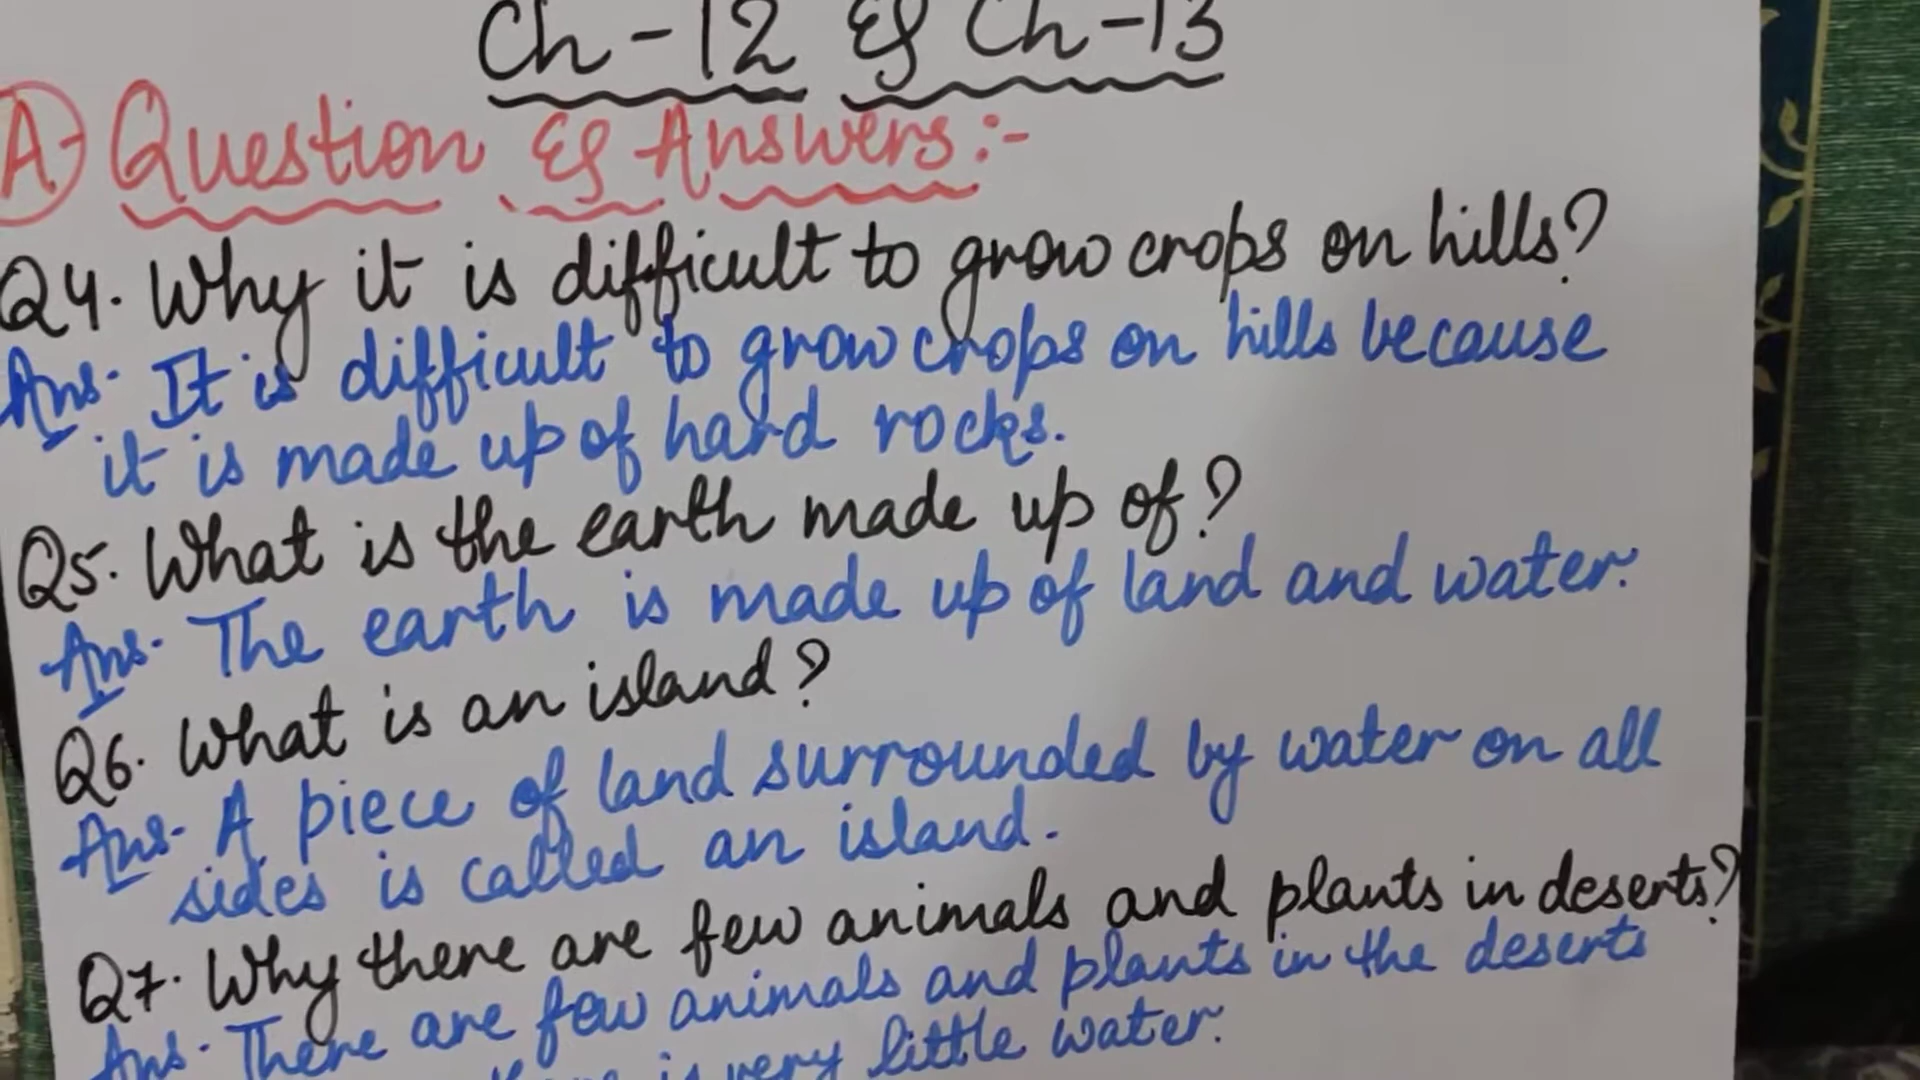 Ch-12 & Ch-13
A) Question & Answers:-
Q4. Why it is difficult to grow crops on hills?
Ans. It is difficult to grow crops on hills because
it is made up of hard rocks.
Q5. What is the earth made up of?
Ans. The earth is made up of land and water.
Q6. What is an island?
Ans. A piece of land surrounded by water on all
sides is called an island.
Q7. Why there are few animals and plants in deserts?
Ans. There are few animals and plants in the deserts
is very little water.